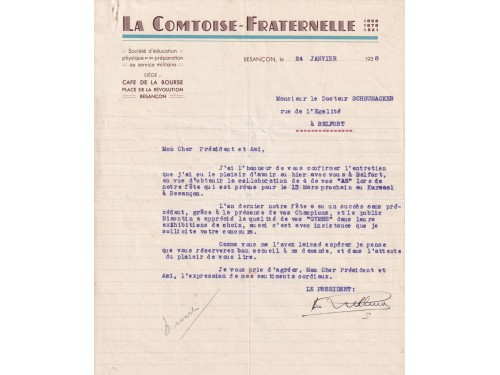 LA COMTOISE-FRATERNELLE
1868
1878
1921
Société d'éducation
physique et de préparation
au service militaire
SIÈGE:
CAFE DE LA BOURSE
PLACE DE LA RÉVOLUTION
BESANÇON
BESANÇON, le 24 JANVIER 1938
Monsieur le Docteur SCHOUMACKER
rue de l'Egalité
à BELFORT
Mon Cher Président et Ami,
J'ai l'honneur de vous confirmer l'entretien
que j'ai eu le plaisir d'avoir au hier avec vous à Belfort,
en vue d'obtenir la collaboration de 4 de vos "AS" lors de
notre fête qui est prévue pour le 13 Mars prochain au Kursaal
à Besançon.
L'an dernier notre fête a eu un succès sans pré-
cédent, grâce à la présence de vos Champions, et le public
Bisontin a apprécié la qualité de vos "GYMNS" dans leurs
exhibitions de choix, aussi c'est avec insistance que je
sollicite votre concours.
Comme vous me l'avez laissé espérer je pense
que vous réserverez bon accueil à ma demande, et dans l'attente
du plaisir de vous lire.
Je vous prie d'agréer, Mon Cher Président et
Ami, l'expression de mes sentiments cordiaux.
LE PRESIDENT: